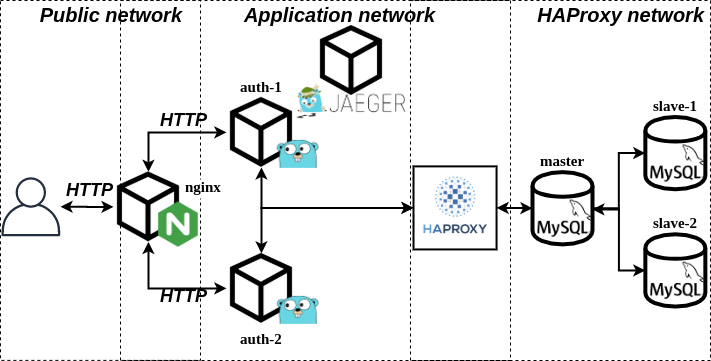 Public network
Application network
HAProxy network
auth-1
JAEGER
slave-1
HTTP
MySQL
master
HTTP
nginx
N
HAPROXY
MySQL
slave-2
HTTP
MySQL
auth-2